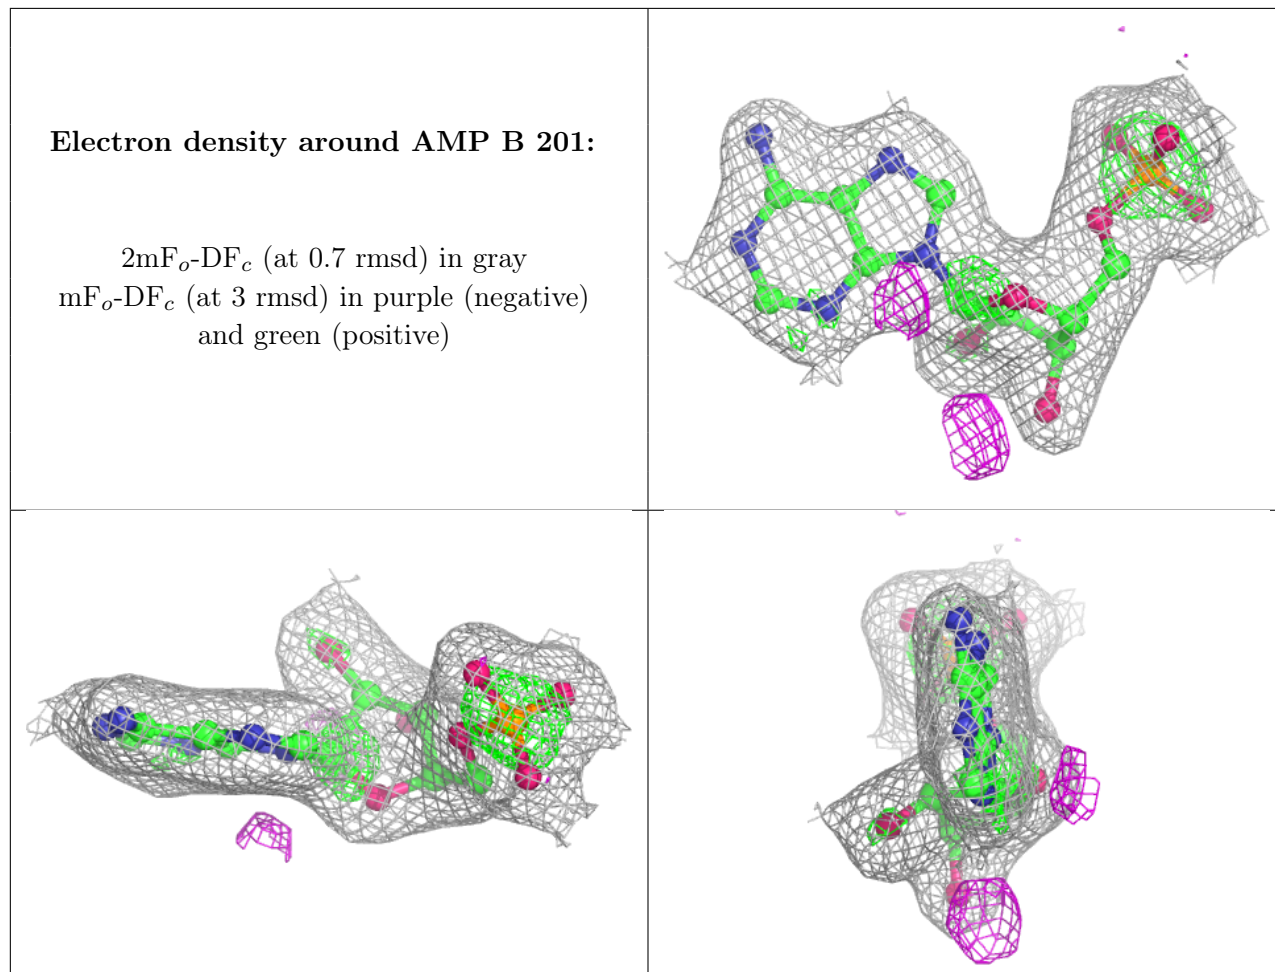 Electron density around AMP B 201:
2mFo-DFc (at 0.7 rmsd) in gray
mFo-DFc (at 3 rmsd) in purple (negative)
and green (positive)